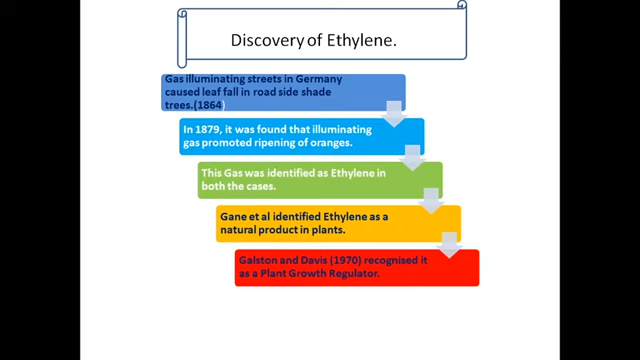 Discovery of Ethylene.
Gas illuminating streets in Germany
caused leaf fall in road side shade
trees.(1864)
In 1879, it was found that illuminating
gas promoted ripening of oranges.
This Gas was identified as Ethylene in
both the cases.
Gane et al identified Ethylene as a
natural product in plants.
Galston and Davis (1970) recognised it
as a Plant Growth Regulator.